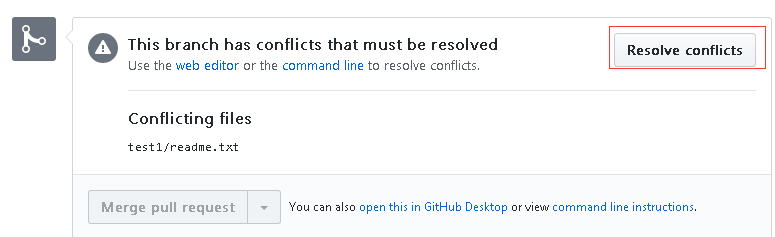 This branch has conflicts that must be resolved
Resolve conflicts
Use the web editor or the command line to resolve conflicts.
Conflicting files
test1/readme.txt
Merge pull request
You can also open this in GitHub Desktop or view command line instructions.